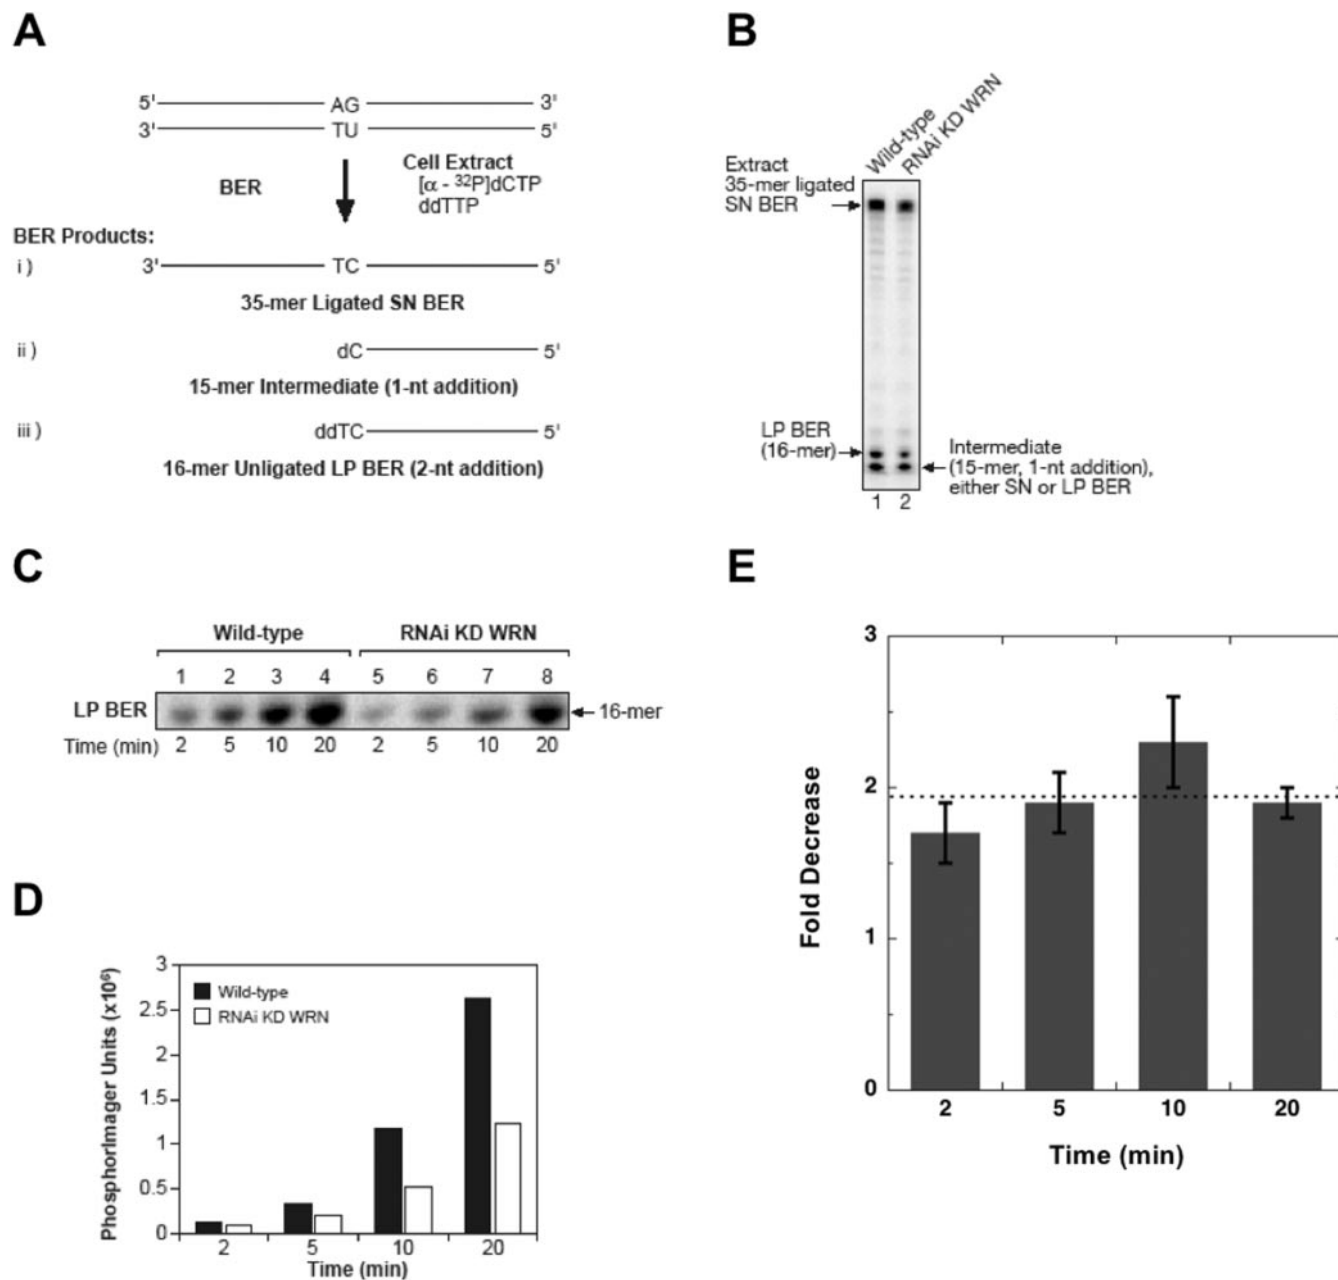 A
5' AG 3'
3' TU 5'
BER
Cell Extract
[α - ³²P]dCTP
ddTTP
BER Products:
i ) 3' TC 5'
35-mer Ligated SN BER
ii ) dC 5'
15-mer Intermediate (1-nt addition)
iii ) ddTC 5'
16-mer Unligated LP BER (2-nt addition)
B
Wild-type
RNAi KD WRN
Extract
35-mer ligated
SN BER
LP BER
(16-mer)
Intermediate
(15-mer, 1-nt addition),
either SN or LP BER
1 2
C
Wild-type RNAi KD WRN
1 2 3 4 5 6 7 8
LP BER 16-mer
Time (min) 2 5 10 20 2 5 10 20
D
PhosphorImager Units (x10⁶)
3
2.5
2
1.5
1
0.5
0
Wild-type
RNAi KD WRN
2 5 10 20
Time (min)
E
Fold Decrease
3
2
1
0
2 5 10 20
Time (min)